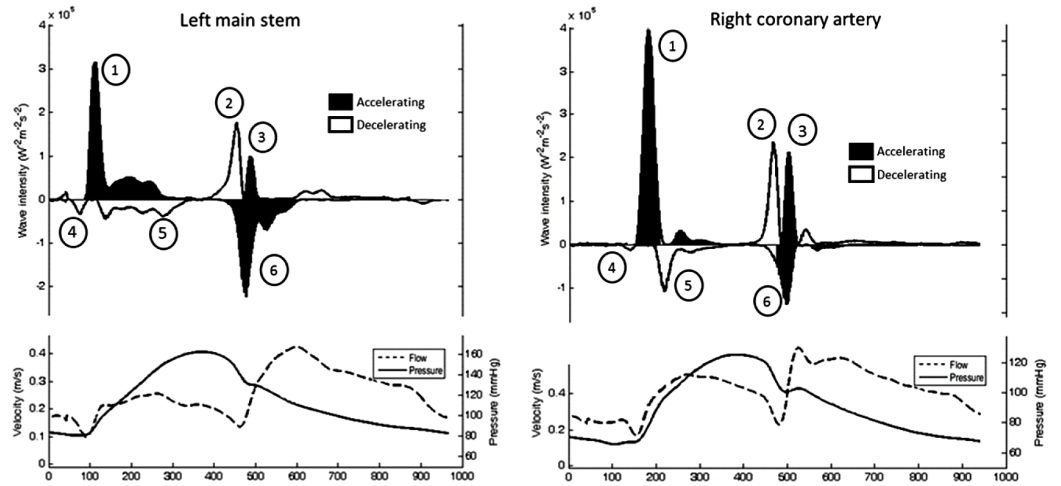 Left main stem
× 10⁵
4
3
2
1
0
-1
-2
Wave intensity (W⁻²m⁻²s⁻²)
1
2
3
4
5
6
Accelerating
Decelerating
0.4
0.3
0.2
0.1
0
Velocity (m/s)
160
140
120
100
80
60
Pressure (mmHg)
Flow
Pressure
0 100 200 300 400 500 600 700 800 900 1000
Right coronary artery
× 10⁵
4
3
3
2
1
0
-1
Wave intensity (W⁻²m⁻²s⁻²)
1
2
3
4
5
6
Accelerating
Decelerating
0.4
0.2
0
Velocity (m/s)
120
100
80
60
Pressure (mmHg)
Flow
Pressure
0 100 200 300 400 500 600 700 800 900 1000